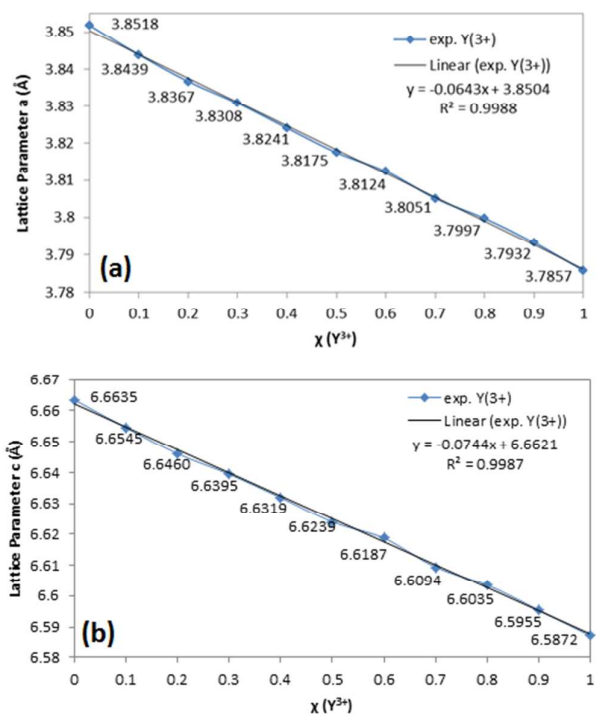 3.85
3.84
3.83
3.82
3.81
3.8
3.79
3.78
Lattice Parameter a (Å)
3.8518
3.8439
3.8367
3.8308
3.8241
3.8175
3.8124
3.8051
3.7997
3.7932
3.7857
exp. Y(3+)
Linear (exp. Y(3+))
y = -0.0643x + 3.8504
R² = 0.9988
(a)
0 0.1 0.2 0.3 0.4 0.5 0.6 0.7 0.8 0.9 1
χ (Y³⁺)
6.67
6.66
6.65
6.64
6.63
6.62
6.61
6.6
6.59
6.58
Lattice Parameter c (Å)
6.6635
6.6545
6.6460
6.6395
6.6319
6.6239
6.6187
6.6094
6.6035
6.5955
6.5872
exp. Y(3+)
Linear (exp. Y(3+))
y = -0.0744x + 6.6621
R² = 0.9987
(b)
0 0.1 0.2 0.3 0.4 0.5 0.6 0.7 0.8 0.9 1
χ (Y³⁺)